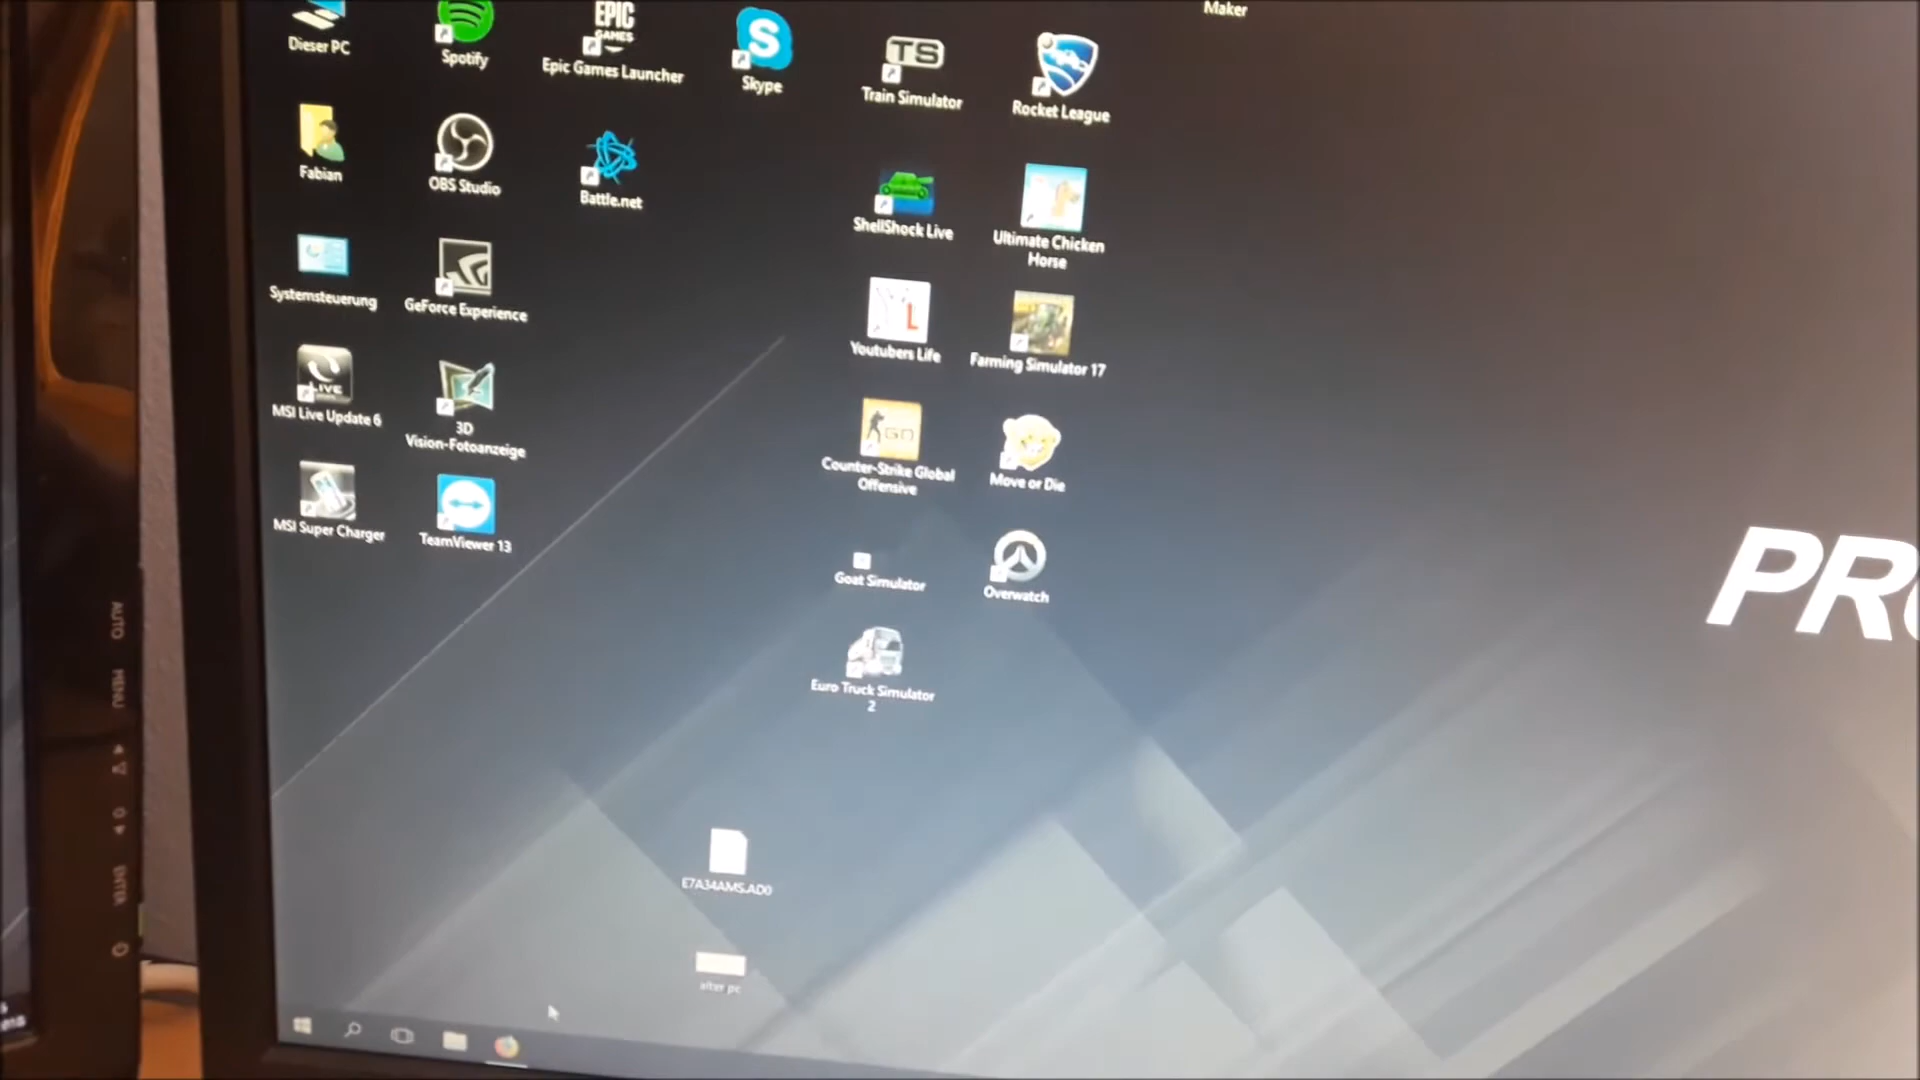 Maker
Dieser PC
Spotify
EPIC
GAMES
Epic Games Launcher
S
Skype
TS
Train Simulator
Rocket League
Fabian
OBS Studio
Battle.net
ShellShock Live
Ultimate Chicken
Horse
Systemsteuerung
GeForce Experience
L
Youtubers Life
Farming Simulator 17
LIVE
MSI Live Update 6
3D
Vision-Fotoanzeige
GO
Counter-Strike Global
Offensive
Move or Die
MSI Super Charger
TeamViewer 13
Goat Simulator
Overwatch
PRO
Euro Truck Simulator
2
E7A34AMS.AD0
alter pc
AUTO
MENU
ENTER